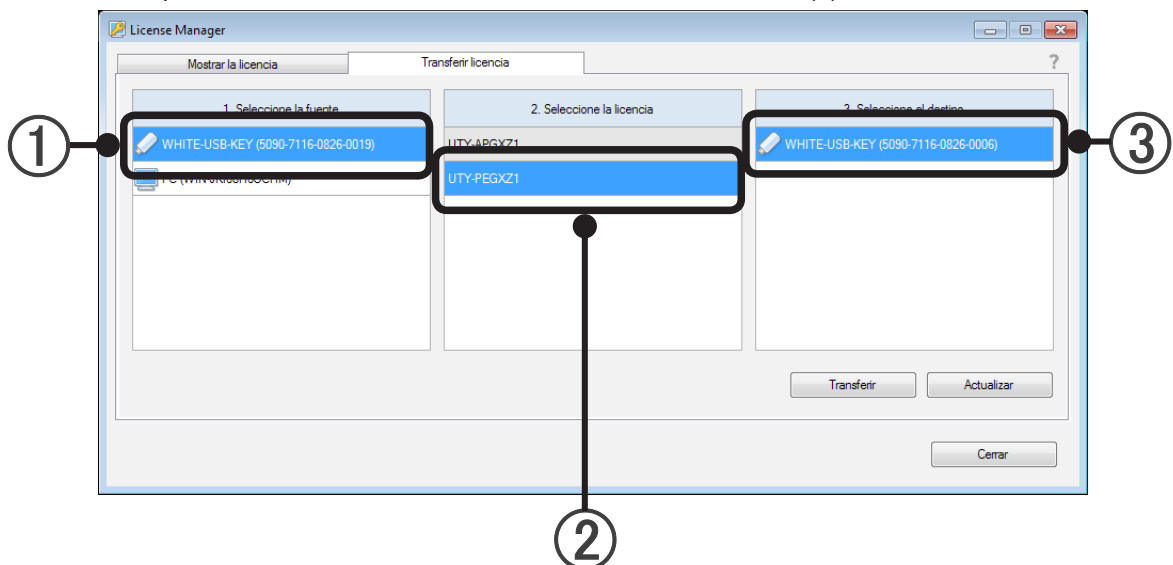 License Manager
Mostrar la licencia
Transferir licencia
?
1. Seleccione la fuente
2. Seleccione la licencia
3. Seleccione el destino
① WHITE-USB-KEY (5090-7116-0826-0019)
UTY-APGXZ1
WHITE-USB-KEY (5090-7116-0826-0006) ③
UTY-PEGXZ1
Transferir
Actualizar
Cerrar
②